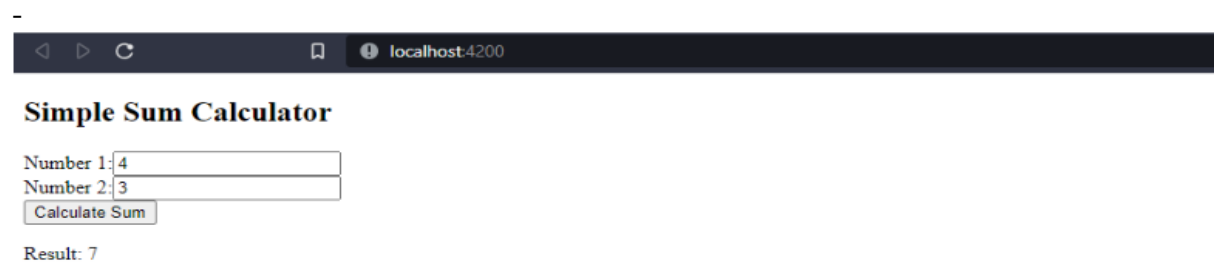 localhost:4200
Simple Sum Calculator
Number 1: 4
Number 2: 3
Calculate Sum
Result: 7